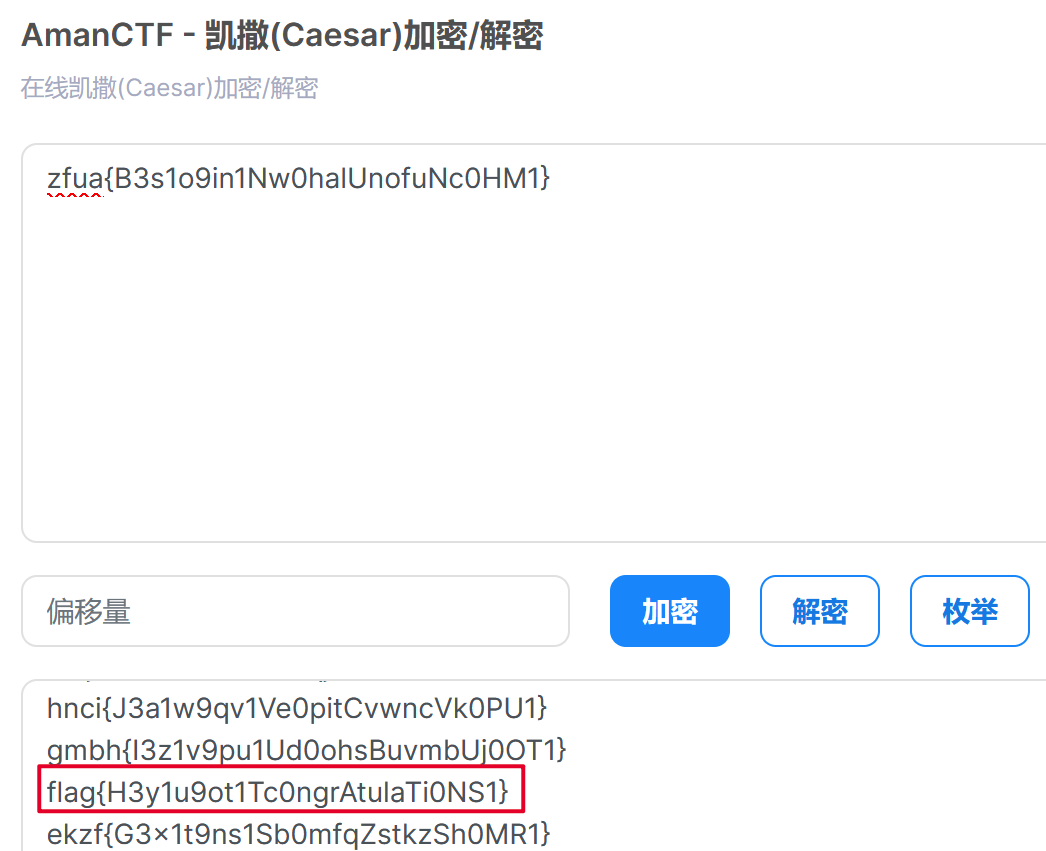 AmanCTF - 凯撒(Caesar)加密/解密
在线凯撒(Caesar)加密/解密
zfua{B3s1o9in1Nw0halUnofuNc0HM1}
偏移量
加密
解密
枚举
hnci{J3a1w9qv1Ve0pitCvwncVk0PU1}
gmbh{I3z1v9pu1Ud0ohsBuvmbUj0OT1}
flag{H3y1u9ot1Tc0ngrAtulaTi0NS1}
ekzf{G3x1t9ns1Sb0mfqZstkzSh0MR1}